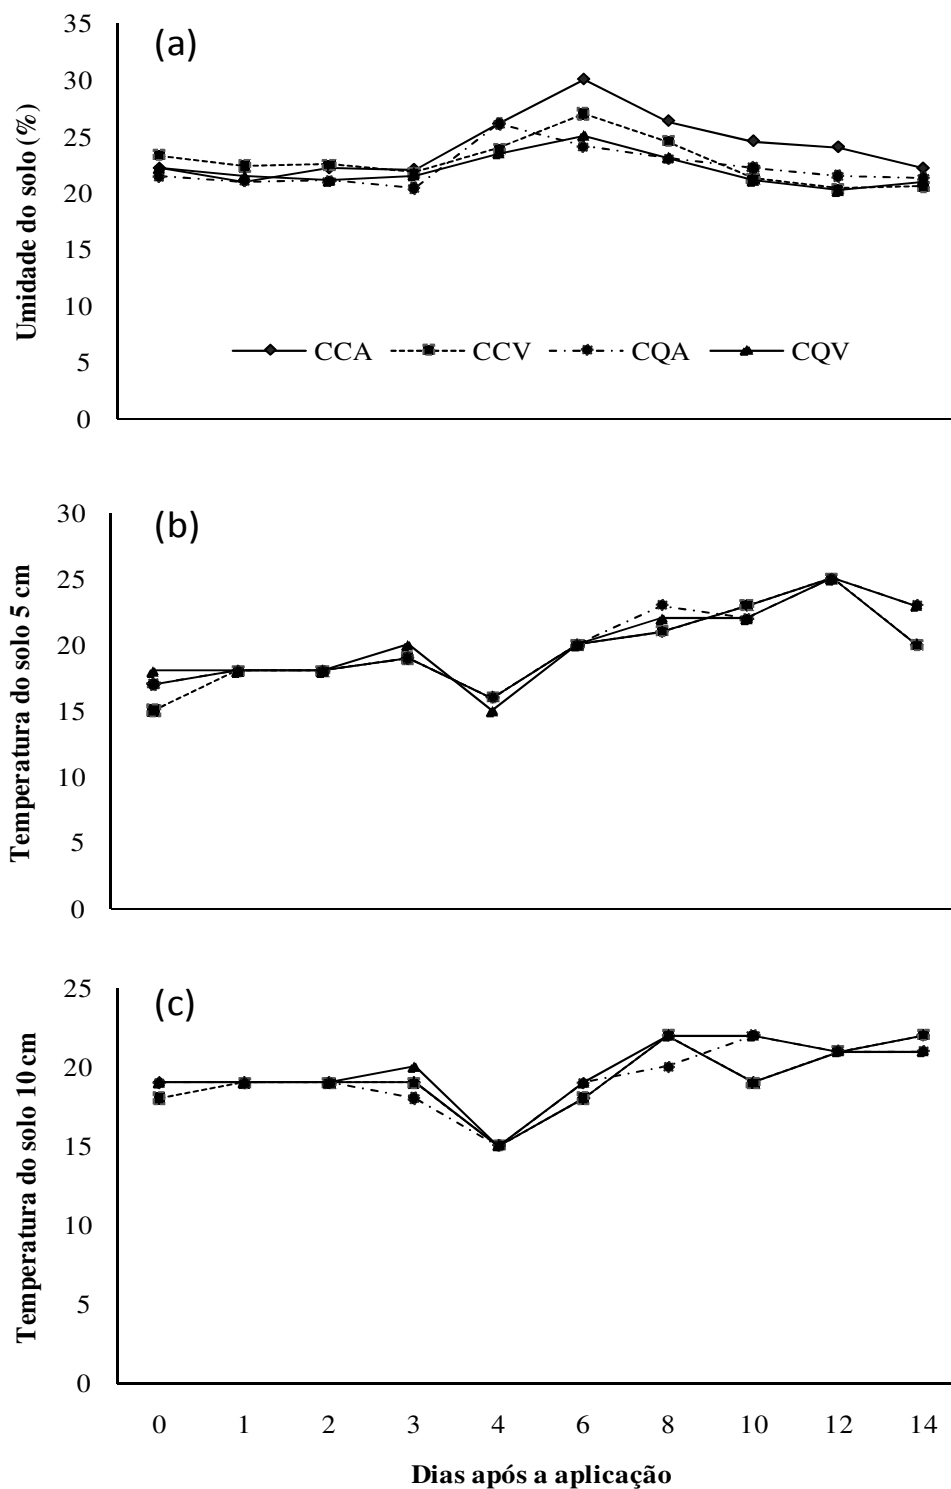 (a)
Umidade do solo (%)
35
30
25
20
15
10
5
0
CCA CCV CQA CQV
(b)
Temperatura do solo 5 cm
30
25
20
15
10
5
0
(c)
Temperatura do solo 10 cm
25
20
15
10
5
0
0 1 2 3 4 6 8 10 12 14
Dias após a aplicação